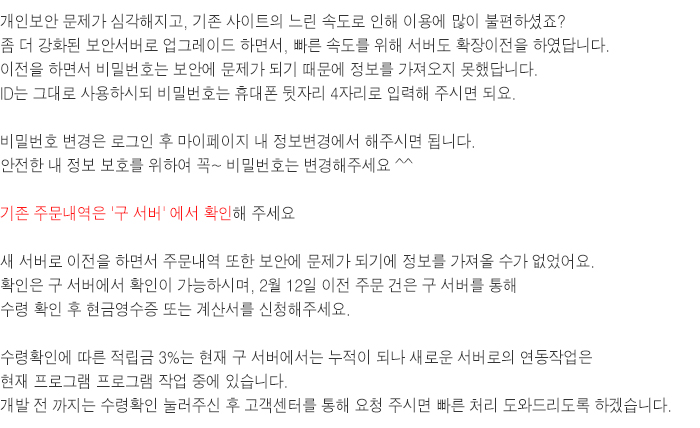 개인보안 문제가 심각해지고, 기존 사이트의 느린 속도로 인해 이용에 많이 불편하셨죠?
좀 더 강화된 보안서버로 업그레이드 하면서, 빠른 속도를 위해 서버도 확장이전을 하였답니다.
이전을 하면서 비밀번호는 보안에 문제가 되기 때문에 정보를 가져오지 못했답니다.
ID는 그대로 사용하시되 비밀번호는 휴대폰 뒷자리 4자리로 입력해 주시면 되요.
비밀번호 변경은 로그인 후 마이페이지 내 정보변경에서 해주시면 됩니다.
안전한 내 정보 보호를 위하여 꼭~ 비밀번호는 변경해주세요 ^^
기존 주문내역은 '구 서버' 에서 확인해 주세요
새 서버로 이전을 하면서 주문내역 또한 보안에 문제가 되기에 정보를 가져올 수가 없었어요.
확인은 구 서버에서 확인이 가능하시며, 2월 12일 이전 주문 건은 구 서버를 통해
수령 확인 후 현금영수증 또는 계산서를 신청해주세요.
수령확인에 따른 적립금 3%는 현재 구 서버에서는 누적이 되나 새로운 서버로의 연동작업은
현재 프로그램 프로그램 작업 중에 있습니다.
개발 전 까지는 수령확인 눌러주신 후 고객센터를 통해 요청 주시면 빠른 처리 도와드리도록 하겠습니다.